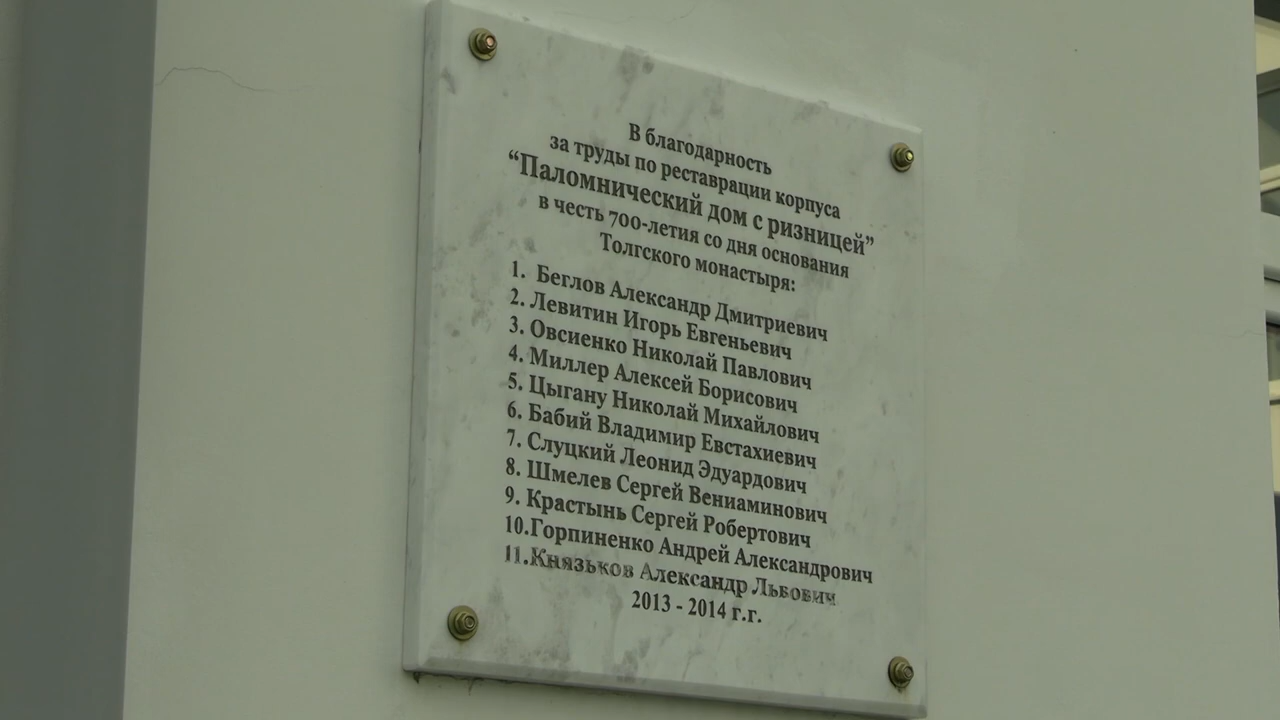 В благодарность
за труды по реставрации корпуса
“Паломнический дом с ризницей”
в честь 700-летия со дня основания
Толгского монастыря:
1. Беглов Александр Дмитриевич
2. Левитин Игорь Евгеньевич
3. Овсиенко Николай Павлович
4. Миллер Алексей Борисович
5. Цыгану Николай Михайлович
6. Бабий Владимир Евстахиевич
7. Слуцкий Леонид Эдуардович
8. Шмелев Сергей Вениаминович
9. Крастынь Сергей Робертович
10.Горпиненко Андрей Александрович
11.Князьков Александр Львович
2013 - 2014 г.г.